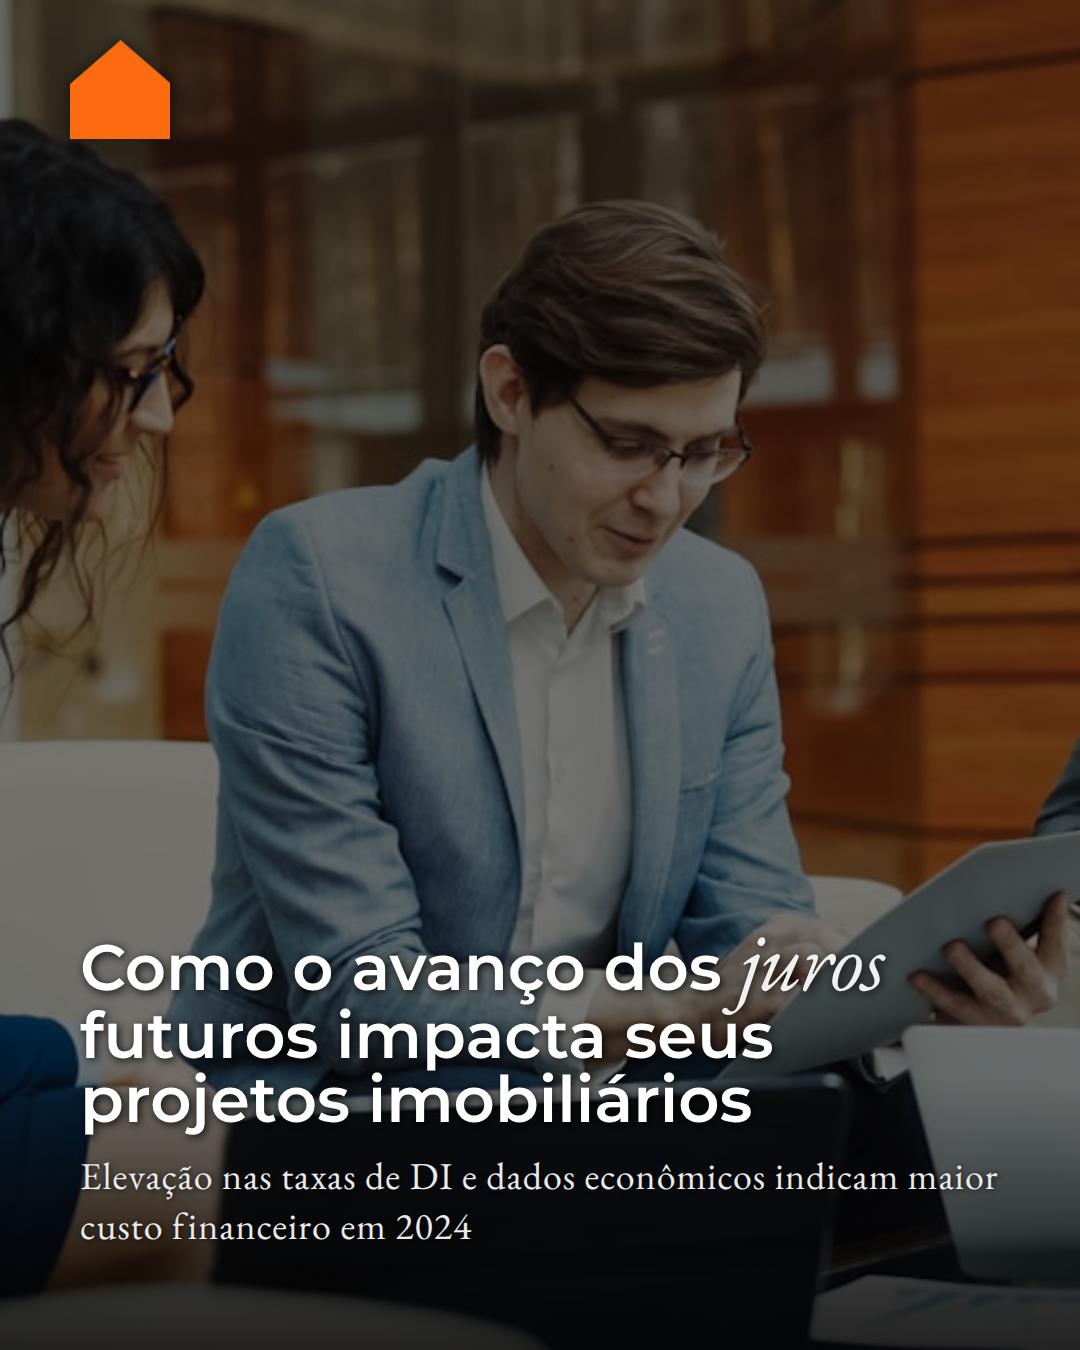 Como o avanço dos juros
futuros impacta seus
projetos imobiliários
Elevação nas taxas de DI e dados econômicos indicam maior
custo financeiro em 2024